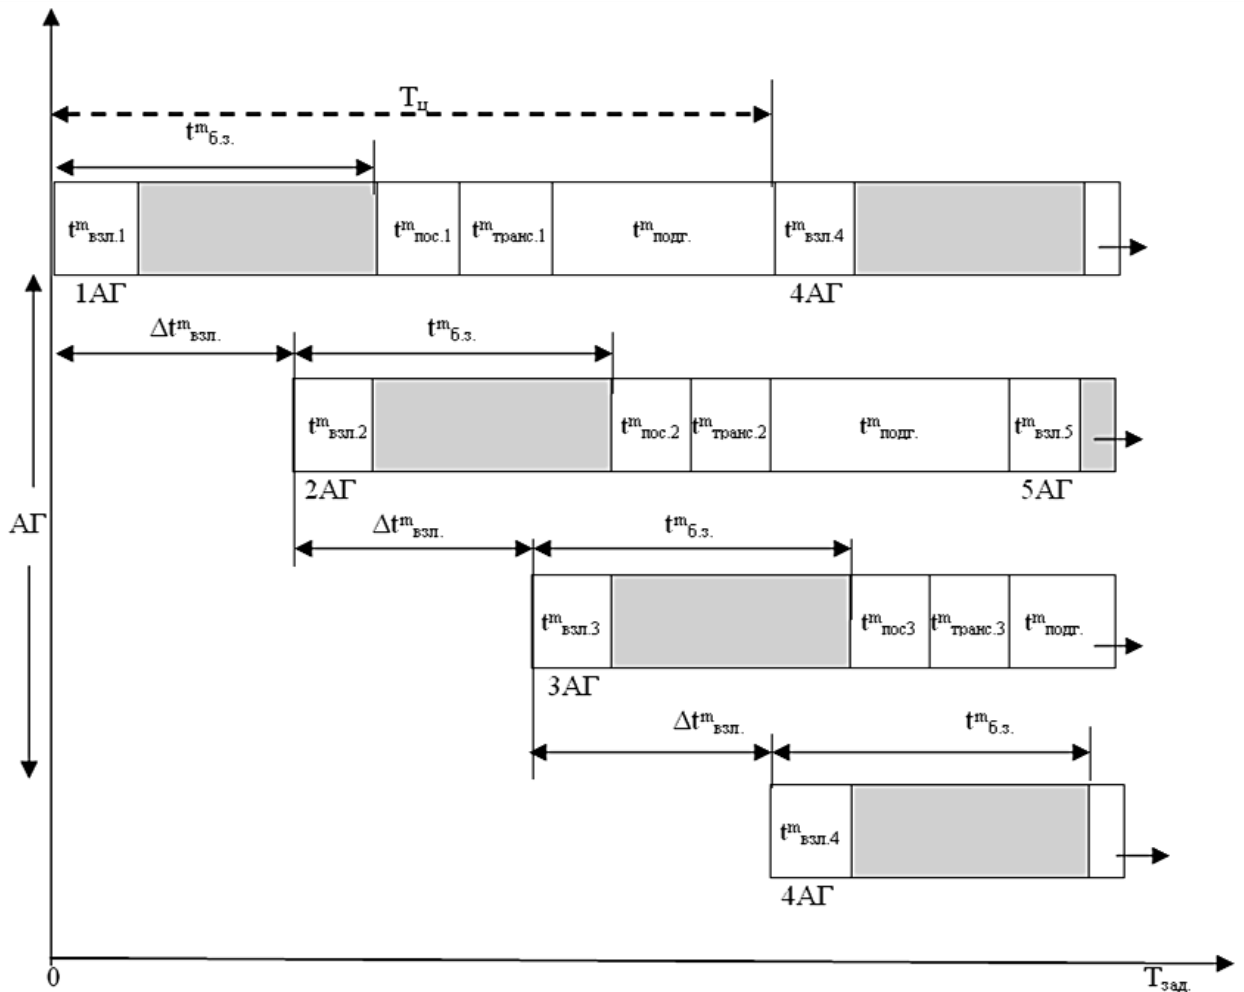 Tц
tmб.з.
tmвзл.1 tmпос.1 tmтранс.1 tmподг. tmвзл.4
1АГ 4АГ
Δtmвзл. tmб.з.
tmвзл.2 tmпос.2 tmтранс.2 tmподг. tmвзл.5
2АГ 5АГ
АГ
Δtmвзл. tmб.з.
tmвзл.3 tmпос3 tmтранс.3 tmподг.
3АГ
Δtmвзл. tmб.з.
tmвзл.4
4АГ
0 Tзад.